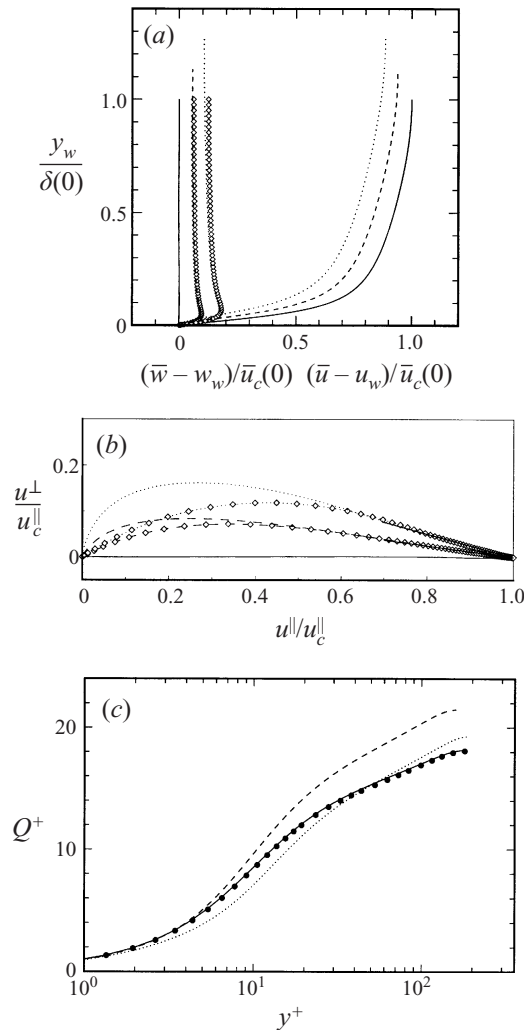 (a)
1.0
y_w
δ(0)
0.5
0
0 0.5 1.0
(w̅ – w_w)/u̅_c(0) (u̅ – u_w)/u̅_c(0)
(b)
0.2
u^⊥
u_c^∥
0
0 0.2 0.4 0.6 0.8 1.0
u^∥/u_c^∥
(c)
20
Q^+
10
0
10^0 10^1 10^2
y^+